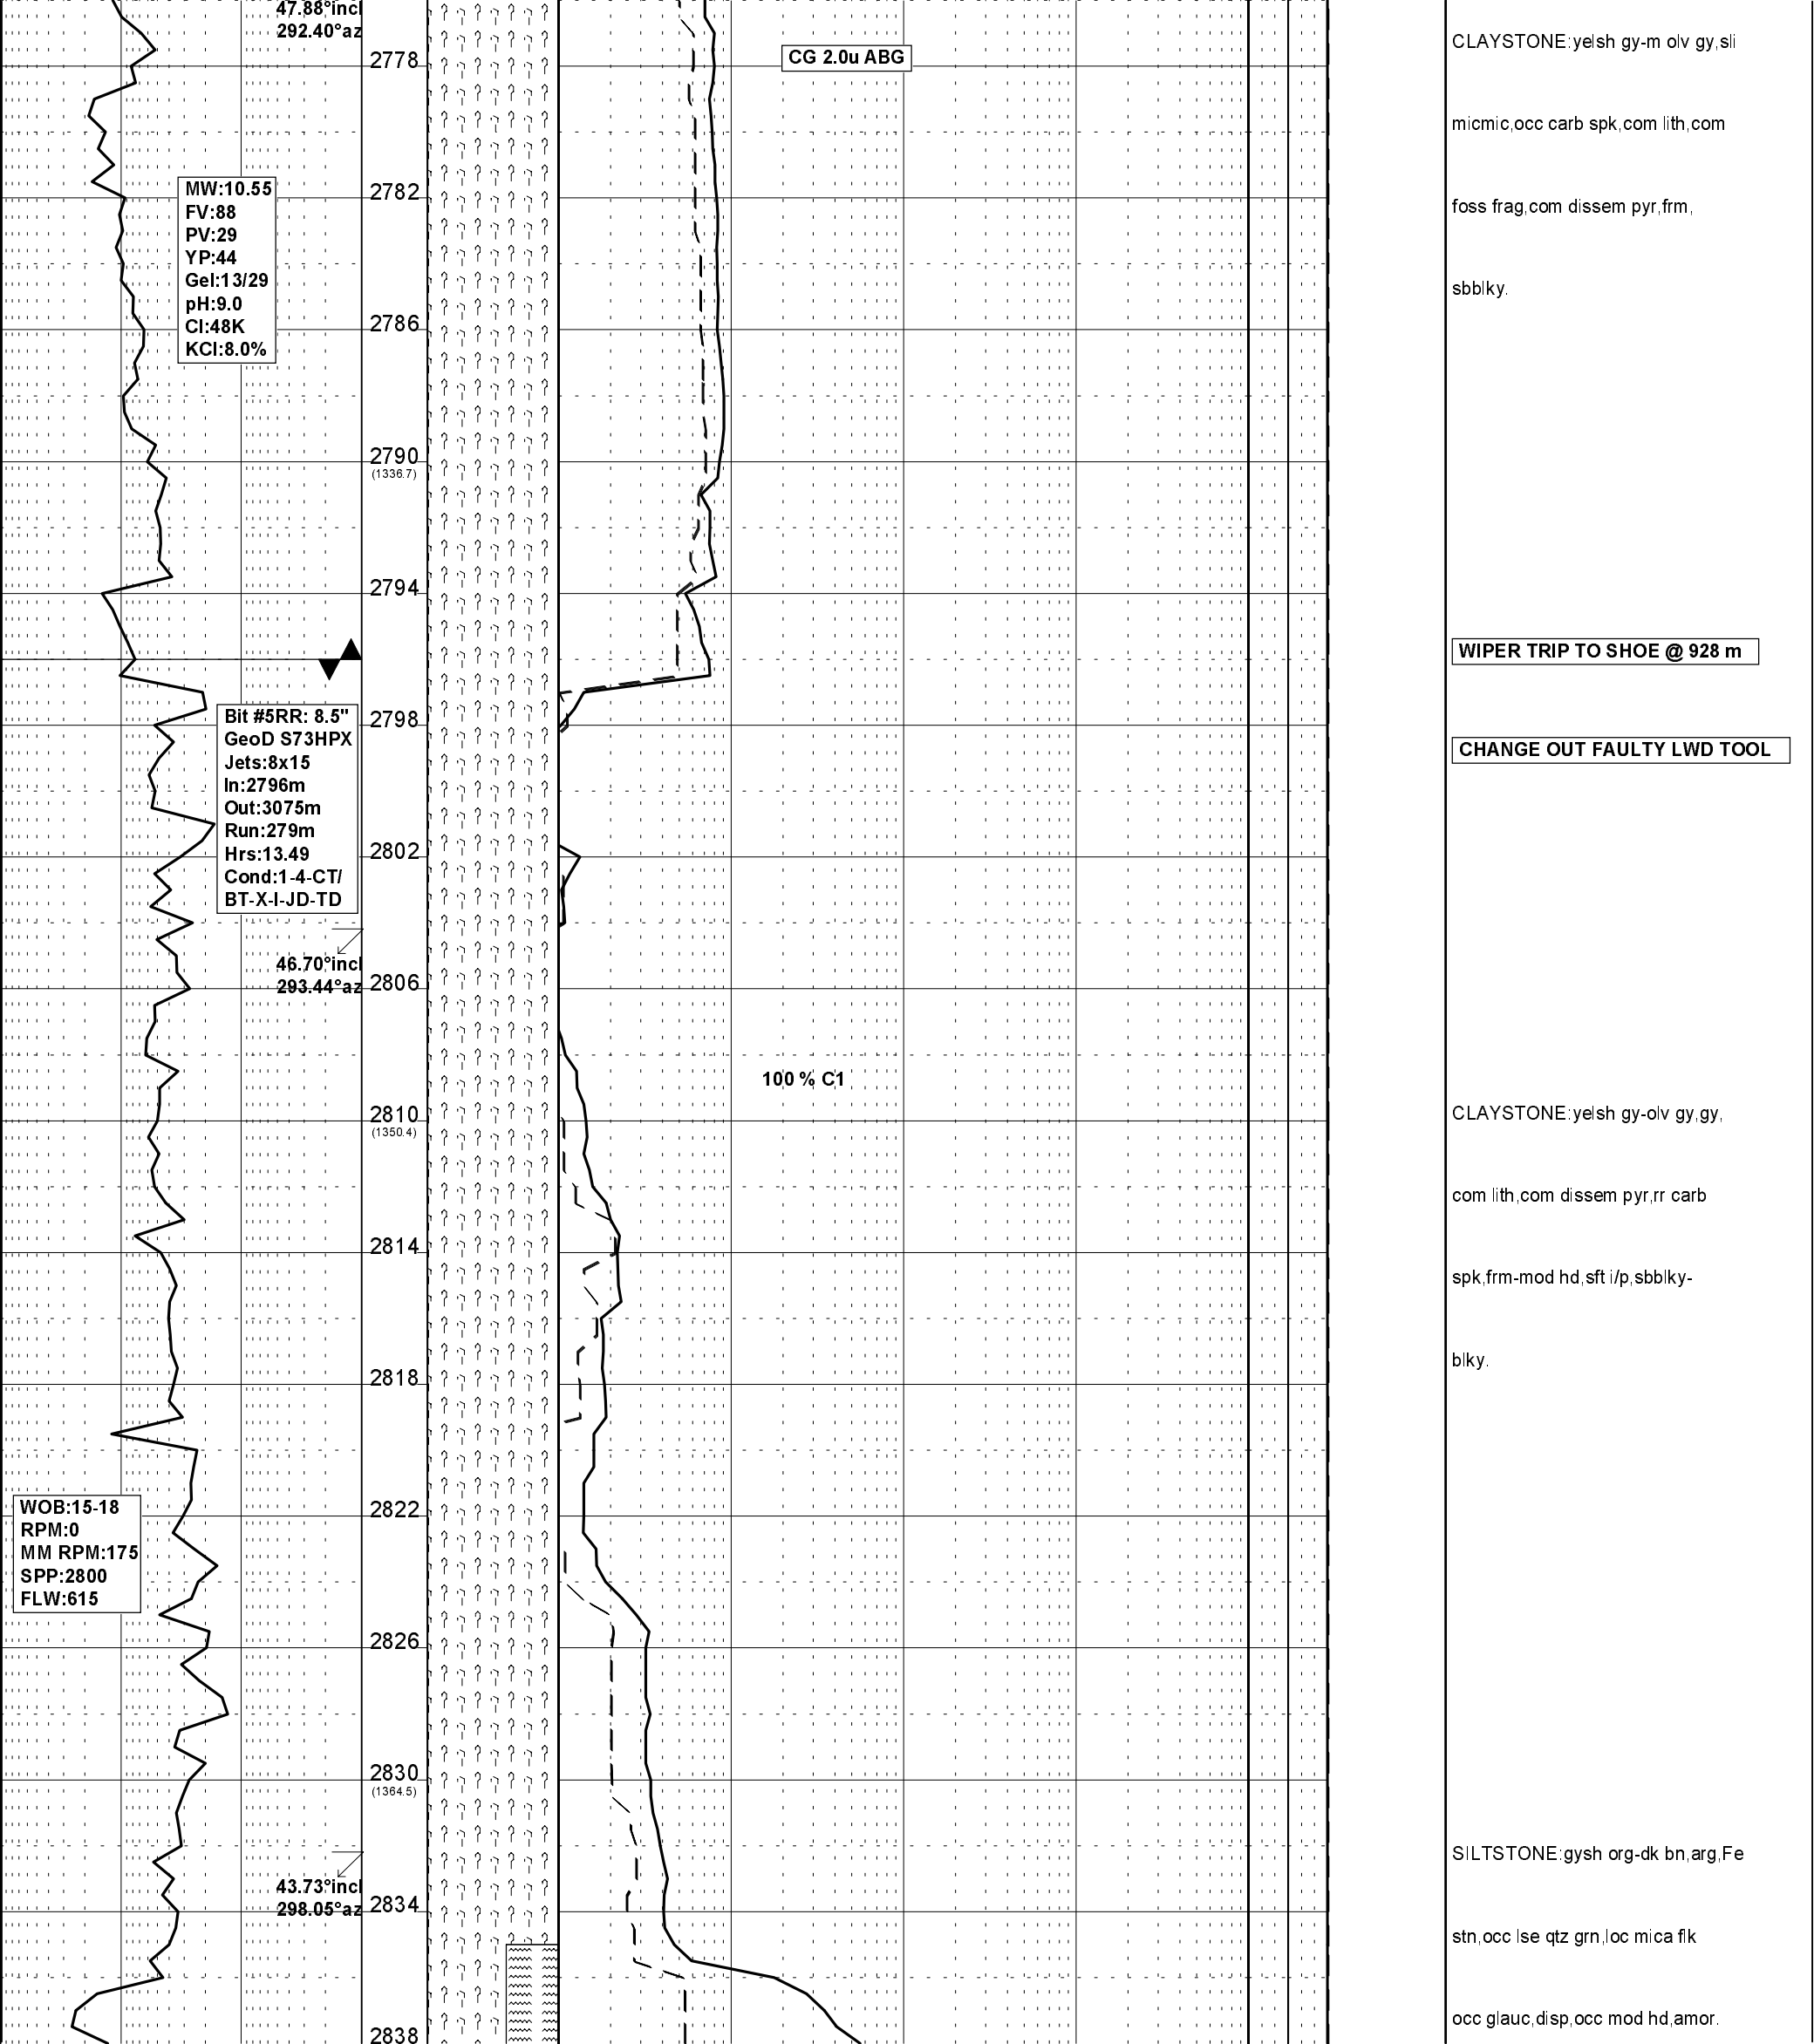 47.88°incl
292.40°az
2778
CG 2.0u ABG
CLAYSTONE:yelsh gy-m olv gy,sli
micmic,occ carb spk,com lith,com
MW:10.55
FV:88
PV:29
YP:44
Gel:13/29
pH:9.0
Cl:48K
KCl:8.0%
2782
foss frag,com dissem pyr,frm,
sbblky.
2786
2790
(1336.7)
2794
WIPER TRIP TO SHOE @ 928 m
Bit #5RR: 8.5"
GeoD S73HPX
Jets:8x15
In:2796m
Out:3075m
Run:279m
Hrs:13.49
Cond:1-4-CT/
BT-X-I-JD-TD
2798
CHANGE OUT FAULTY LWD TOOL
2802
46.70°incl
293.44°az
2806
100 % C1
2810
(1350.4)
CLAYSTONE:yelsh gy-olv gy,gy,
com lith,com dissem pyr,rr carb
2814
spk,frm-mod hd,sft i/p,sbblky-
blky.
2818
WOB:15-18
RPM:0
MM RPM:175
SPP:2800
FLW:615
2822
2826
2830
(1364.5)
SILTSTONE:gysh org-dk bn,arg,Fe
43.73°incl
298.05°az
2834
stn,occ lse qtz grn,loc mica flk
occ glauc,disp,occ mod hd,amor.
2838